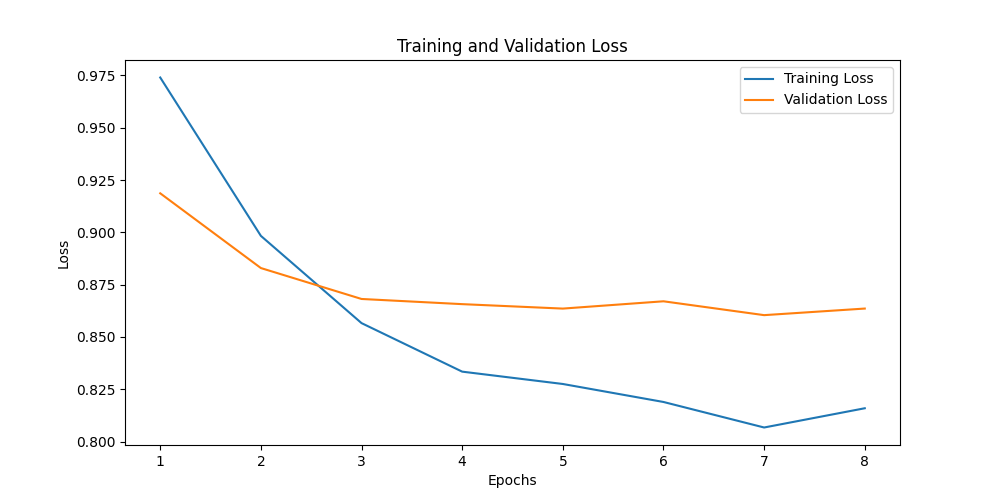 Training and Validation Loss
Training Loss
Validation Loss
0.975
0.950
0.925
0.900
0.875
0.850
0.825
0.800
Loss
1 2 3 4 5 6 7 8
Epochs